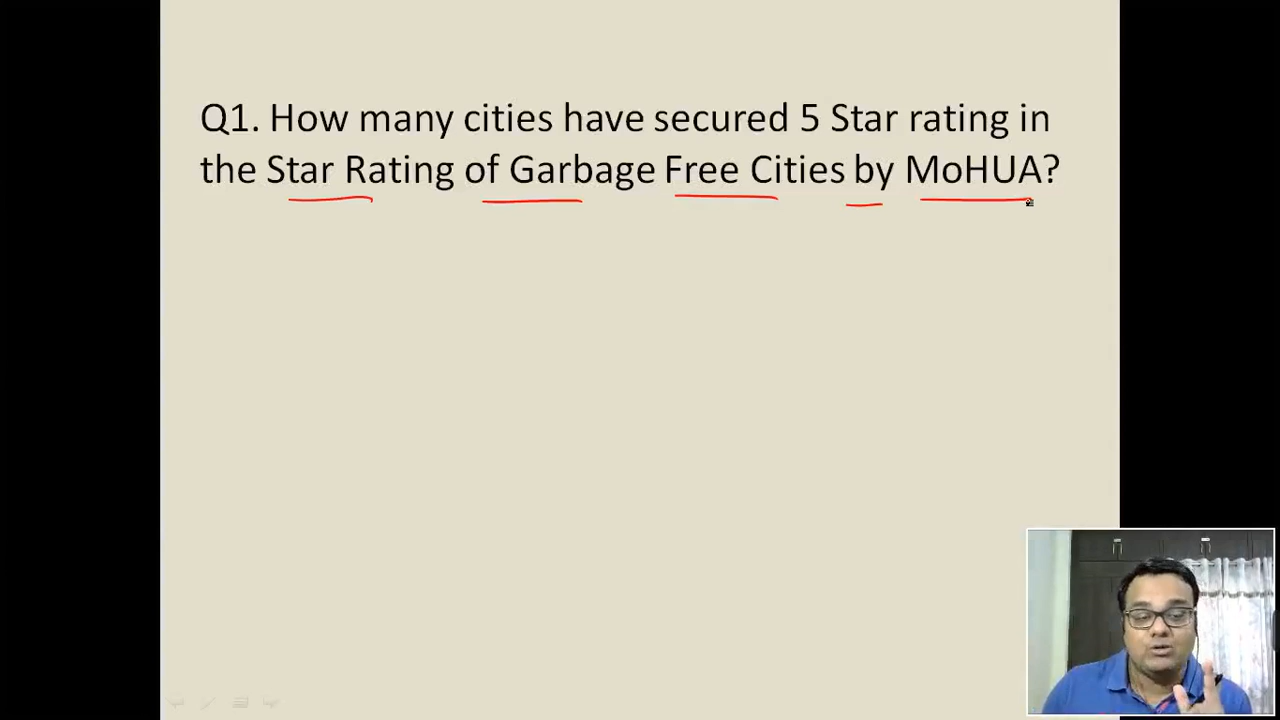 Q1. How many cities have secured 5 Star rating in
the Star Rating of Garbage Free Cities by MoHUA?